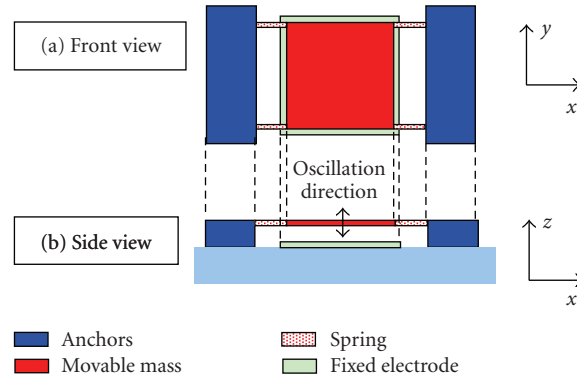 (a) Front view
y
x
Oscillation
direction
(b) Side view
z
x
Anchors
Spring
Movable mass
Fixed electrode